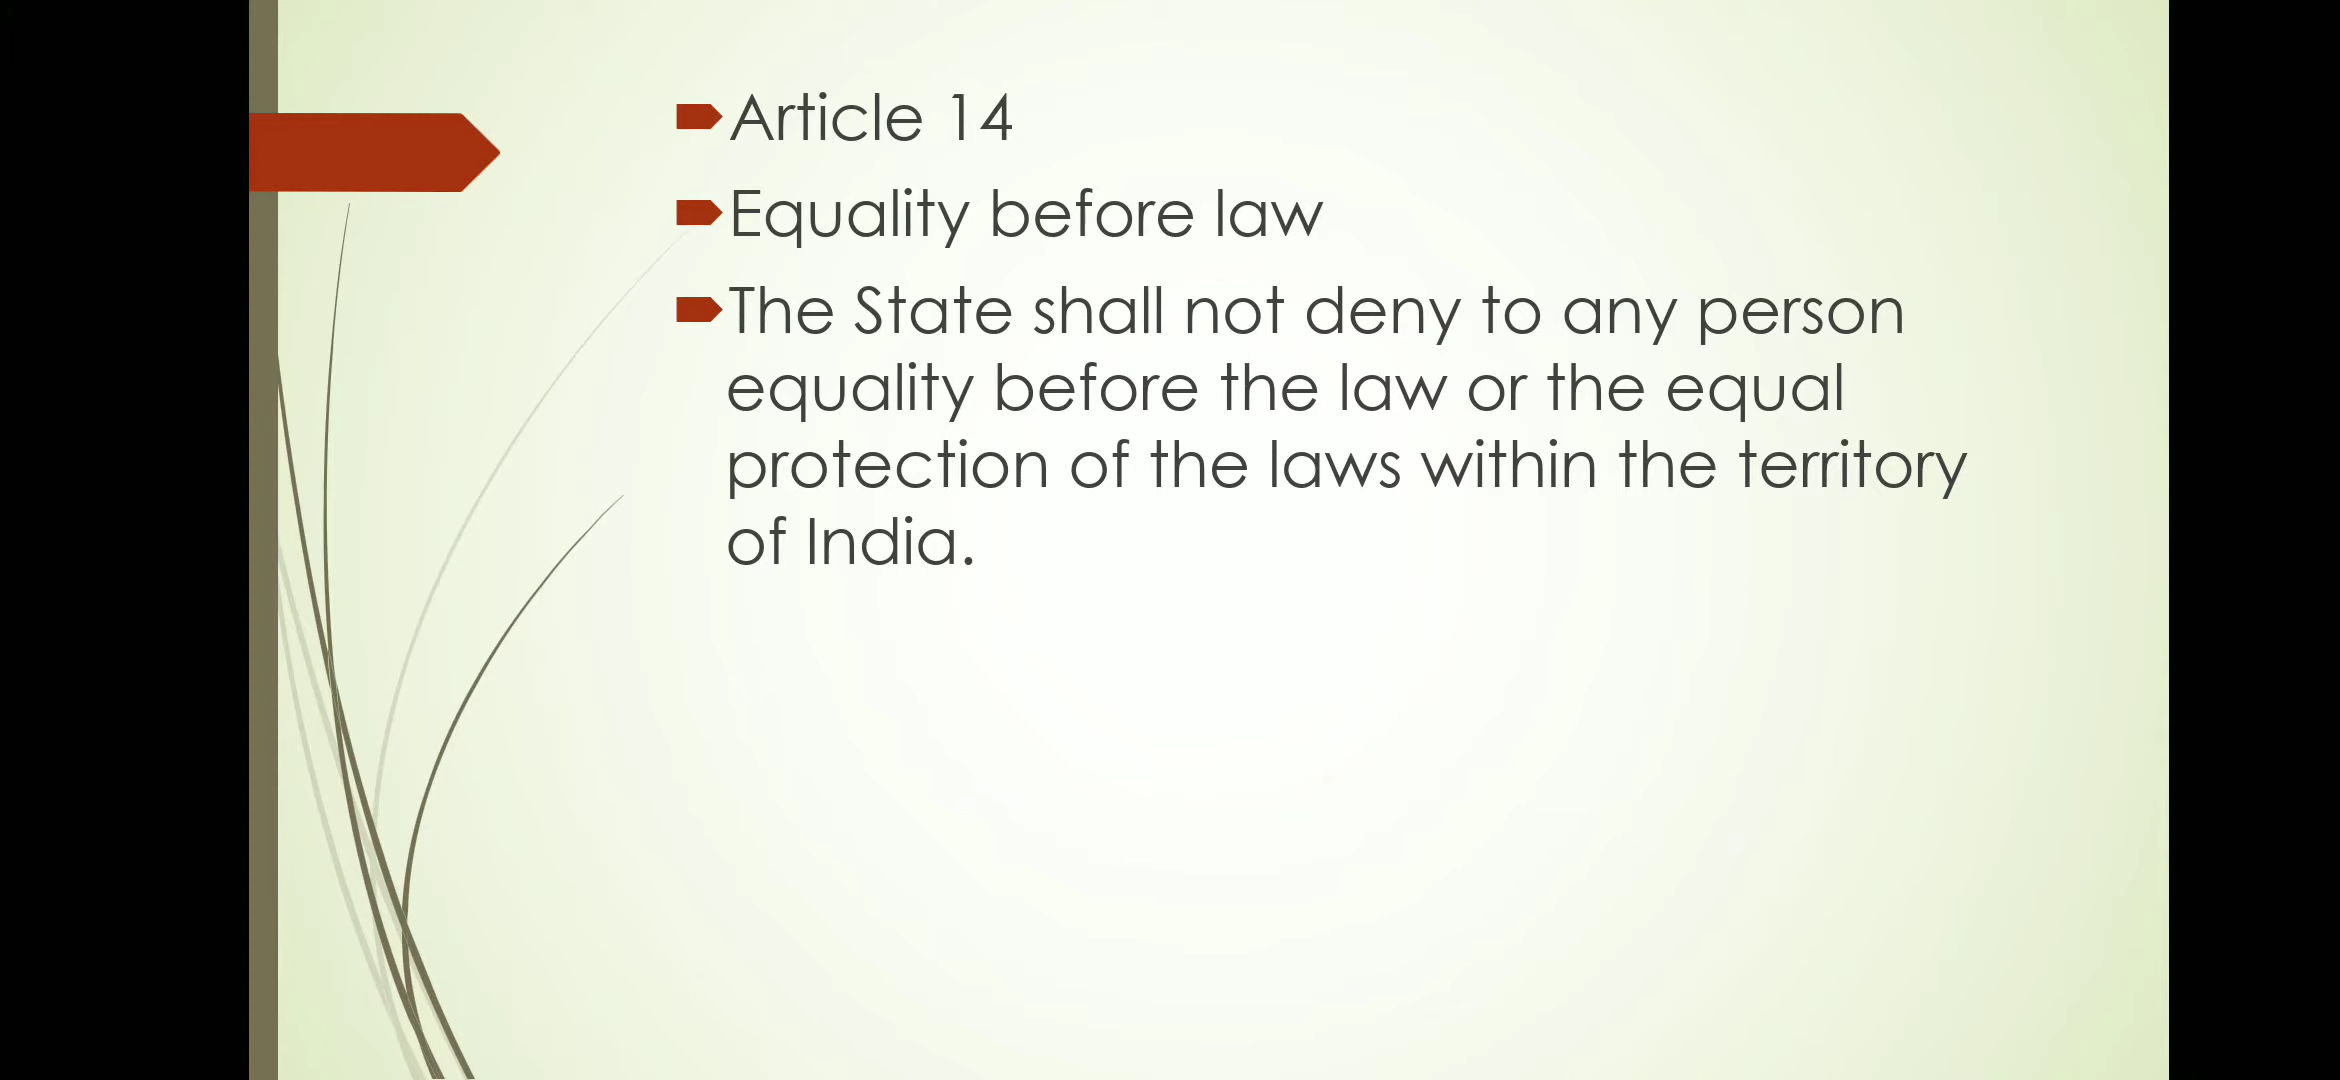 Article 14
Equality before law
The State shall not deny to any person
equality before the law or the equal
protection of the laws within the territory
of India.